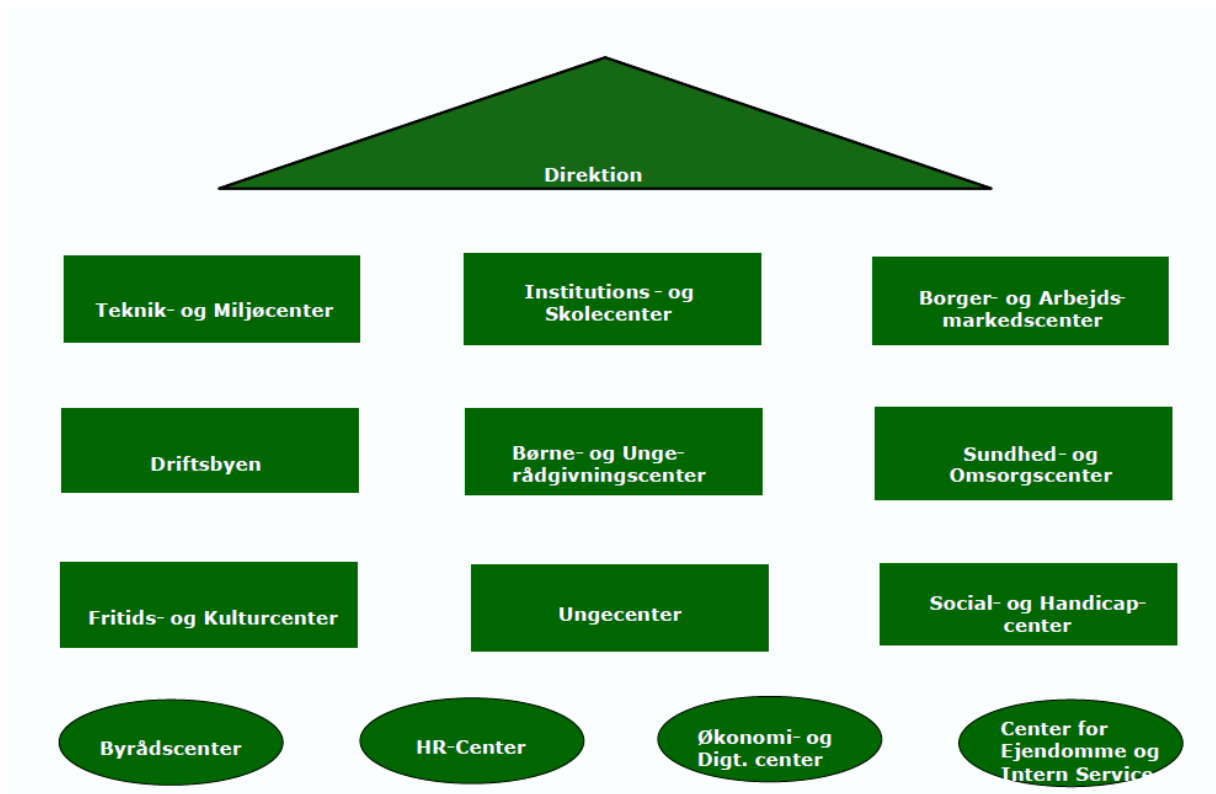 Direktion
Teknik- og Miljøcenter
Institutions - og
Skolecenter
Borger- og Arbejds-
markedscenter
Driftsbyen
Børne- og Unge-
rådgivningscenter
Sundhed- og
Omsorgscenter
Fritids- og Kulturcenter
Ungecenter
Social- og Handicap-
center
Byrådscenter
HR-Center
Økonomi- og
Digt. center
Center for
Ejendomme og
Intern Service